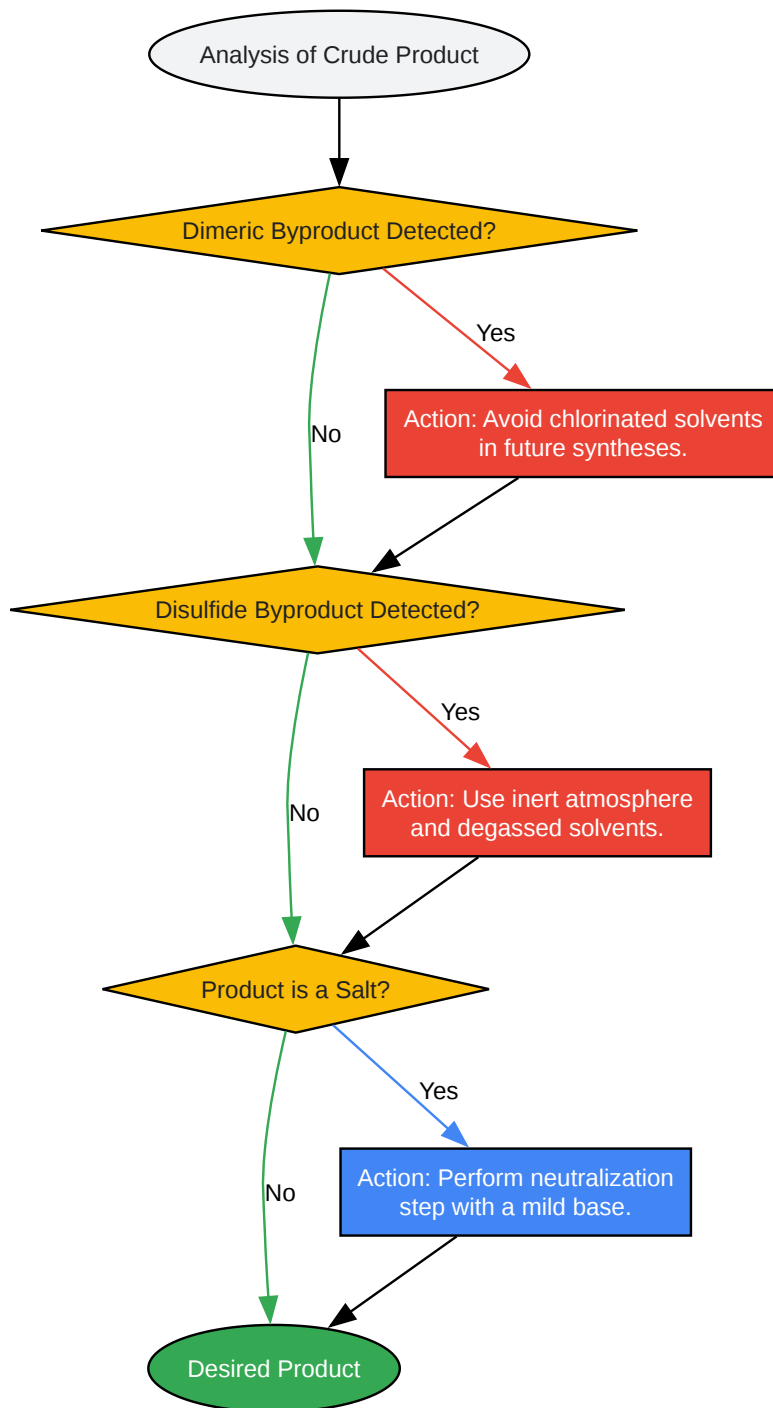 Analysis of Crude Product
Dimeric Byproduct Detected?
Yes
Action: Avoid chlorinated solvents
in future syntheses.
No
Disulfide Byproduct Detected?
Yes
Action: Use inert atmosphere
and degassed solvents.
No
Product is a Salt?
Yes
Action: Perform neutralization
step with a mild base.
No
Desired Product